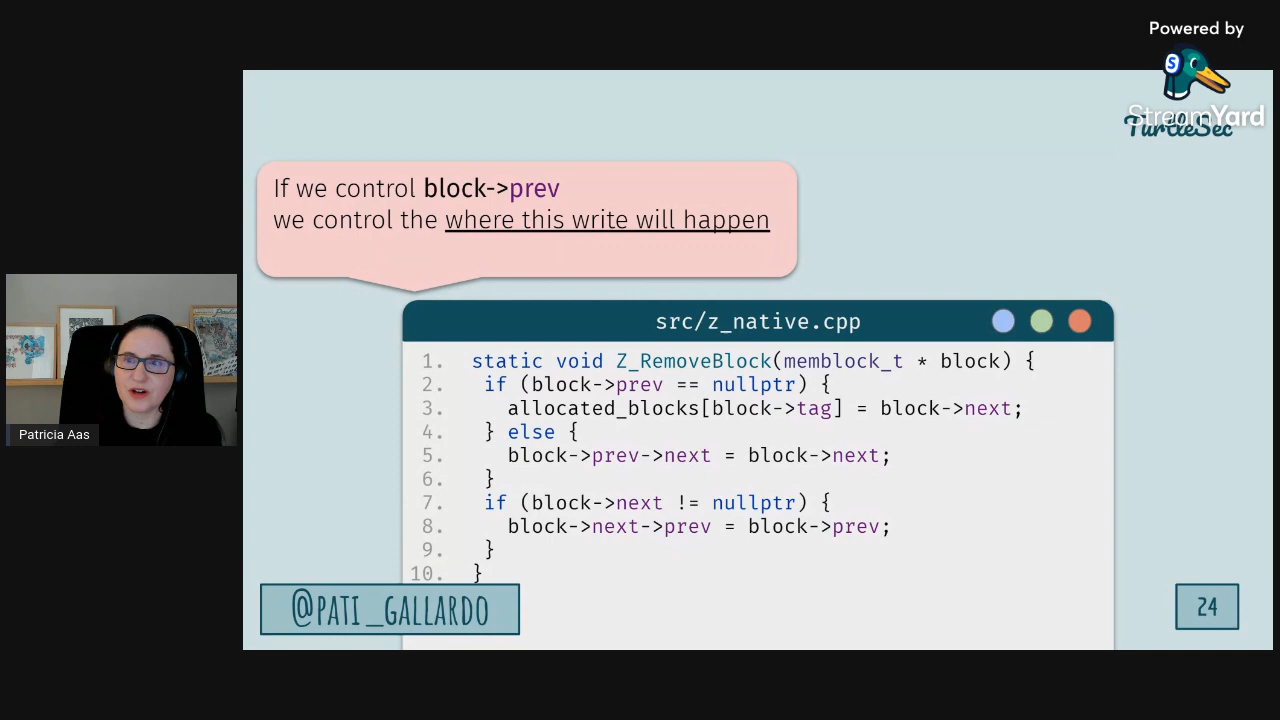 Powered by
S
StreamYard
TurtleSec
If we control block->prev
we control the where this write will happen
src/z_native.cpp
1. static void Z_RemoveBlock(memblock_t * block) {
2. if (block->prev == nullptr) {
3. allocated_blocks[block->tag] = block->next;
4. } else {
5. block->prev->next = block->next;
6. }
7. if (block->next != nullptr) {
8. block->next->prev = block->prev;
9. }
10. }
Patricia Aas
@PATI_GALLARDO
24